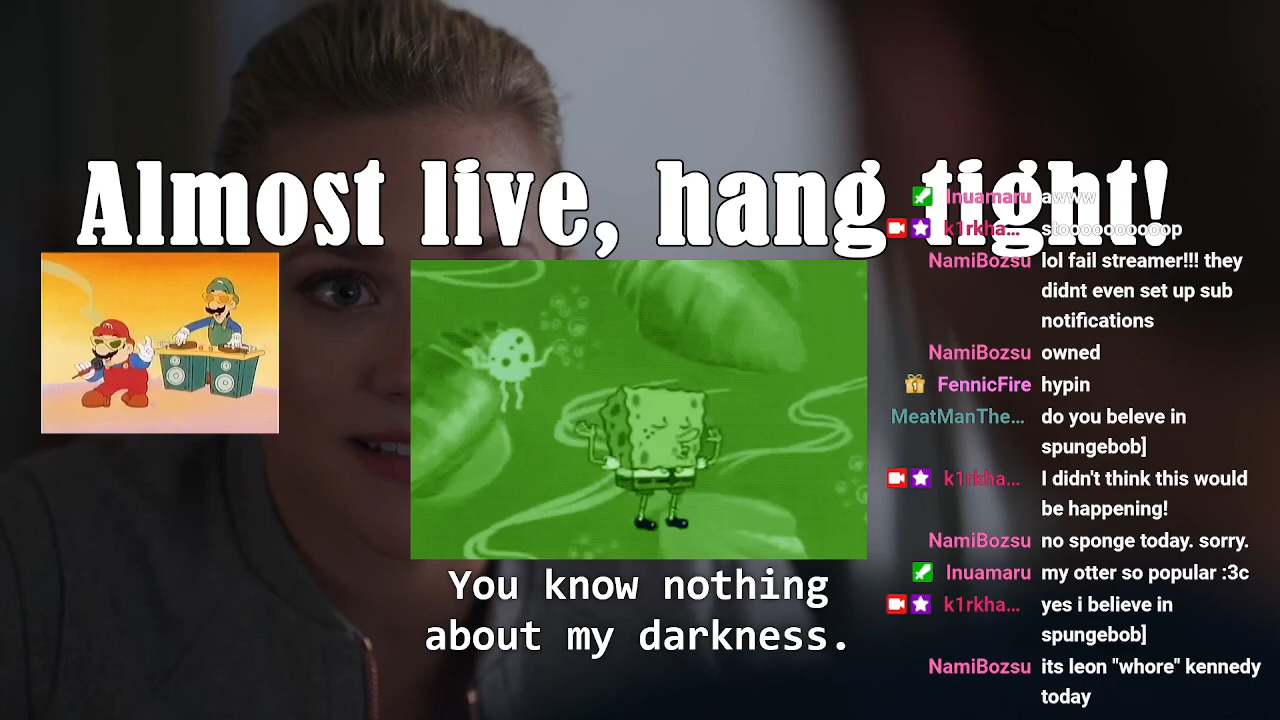 Almost live, hang tight!
Inuamaru awww
k1rkha... stoooooooooop
NamiBozsu lol fail streamer!!! they
didnt even set up sub
notifications
NamiBozsu owned
FennicFire hypin
MeatManThe... do you beleve in
spungebob]
k1rkha... I didn't think this would
be happening!
NamiBozsu no sponge today. sorry.
Inuamaru my otter so popular :3c
k1rkha... yes i believe in
spungebob]
NamiBozsu its leon "whore" kennedy
today
You know nothing
about my darkness.